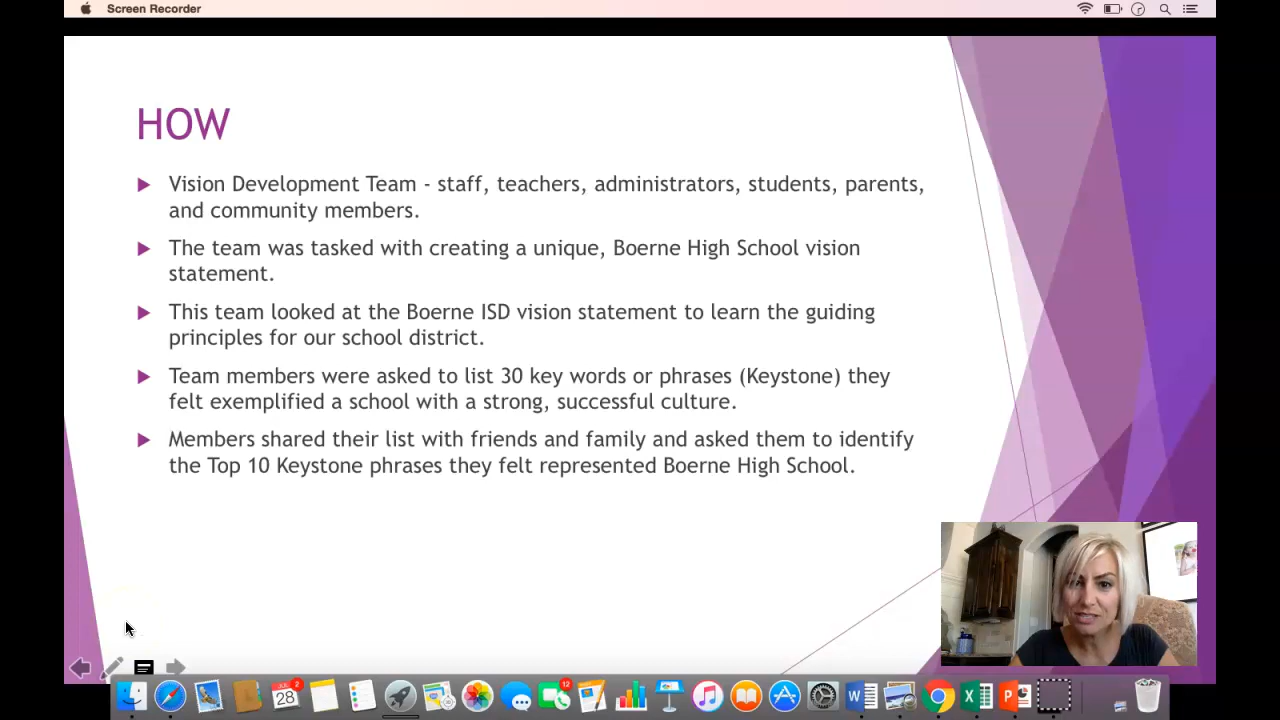 Screen Recorder
HOW
Vision Development Team - staff, teachers, administrators, students, parents,
and community members.
The team was tasked with creating a unique, Boerne High School vision
statement.
This team looked at the Boerne ISD vision statement to learn the guiding
principles for our school district.
Team members were asked to list 30 key words or phrases (Keystone) they
felt exemplified a school with a strong, successful culture.
Members shared their list with friends and family and asked them to identify
the Top 10 Keystone phrases they felt represented Boerne High School.
JUL
28
2
12
W
X
P